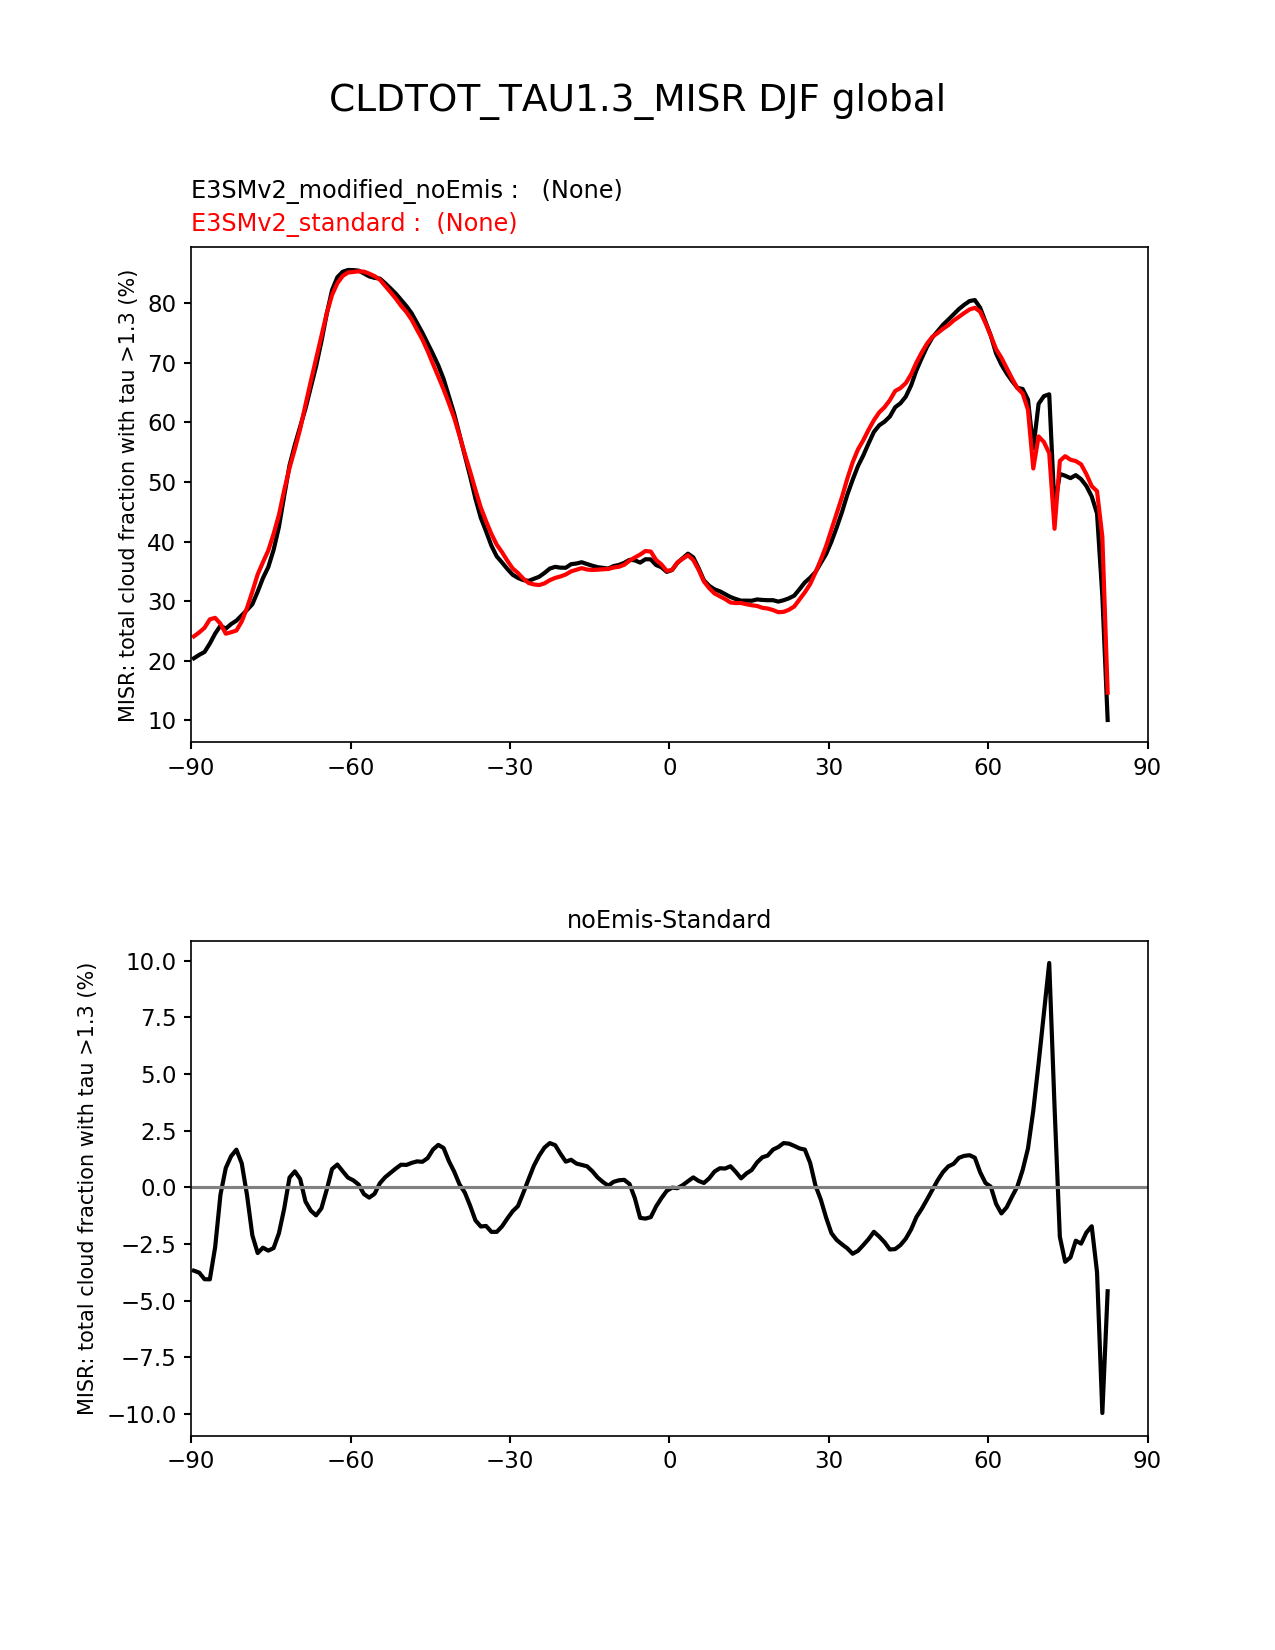 CLDTOT_TAU1.3_MISR DJF global
E3SMv2_modified_noEmis :   (None)
E3SMv2_standard :  (None)
MISR: total cloud fraction with tau >1.3 (%)
80
70
60
50
40
30
20
10
−90 −60 −30 0 30 60 90
noEmis-Standard
MISR: total cloud fraction with tau >1.3 (%)
10.0
7.5
5.0
2.5
0.0
−2.5
−5.0
−7.5
−10.0
−90 −60 −30 0 30 60 90